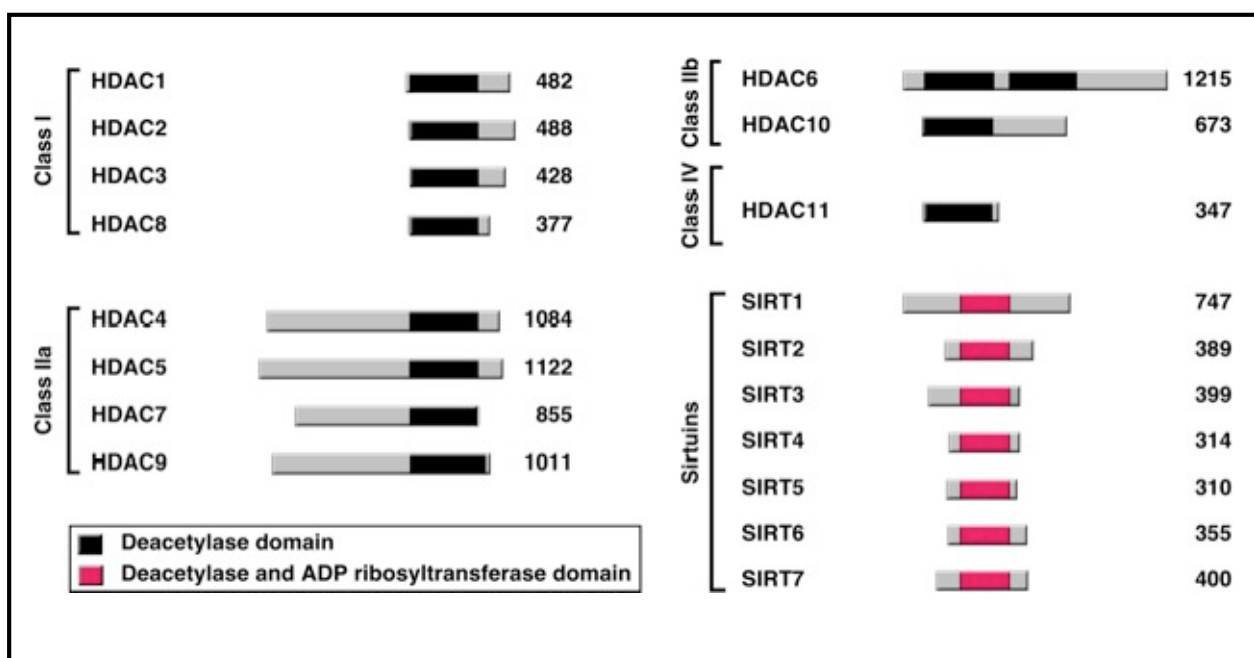 Class I
HDAC1 482
HDAC2 488
HDAC3 428
HDAC8 377
Class IIa
HDAC4 1084
HDAC5 1122
HDAC7 855
HDAC9 1011
Deacetylase domain
Deacetylase and ADP ribosyltransferase domain
Class IIb
HDAC6 1215
HDAC10 673
Class IV
HDAC11 347
Sirtuins
SIRT1 747
SIRT2 389
SIRT3 399
SIRT4 314
SIRT5 310
SIRT6 355
SIRT7 400